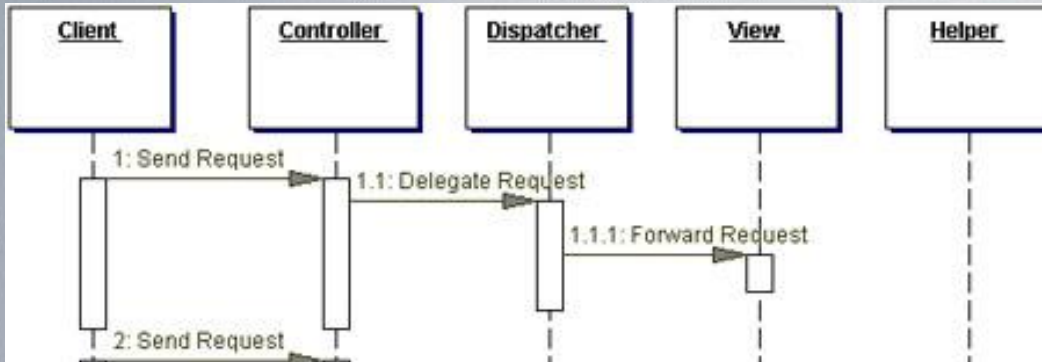 Client
Controller
Dispatcher
View
Helper
1: Send Request
1.1: Delegate Request
1.1.1: Forward Request
2: Send Request